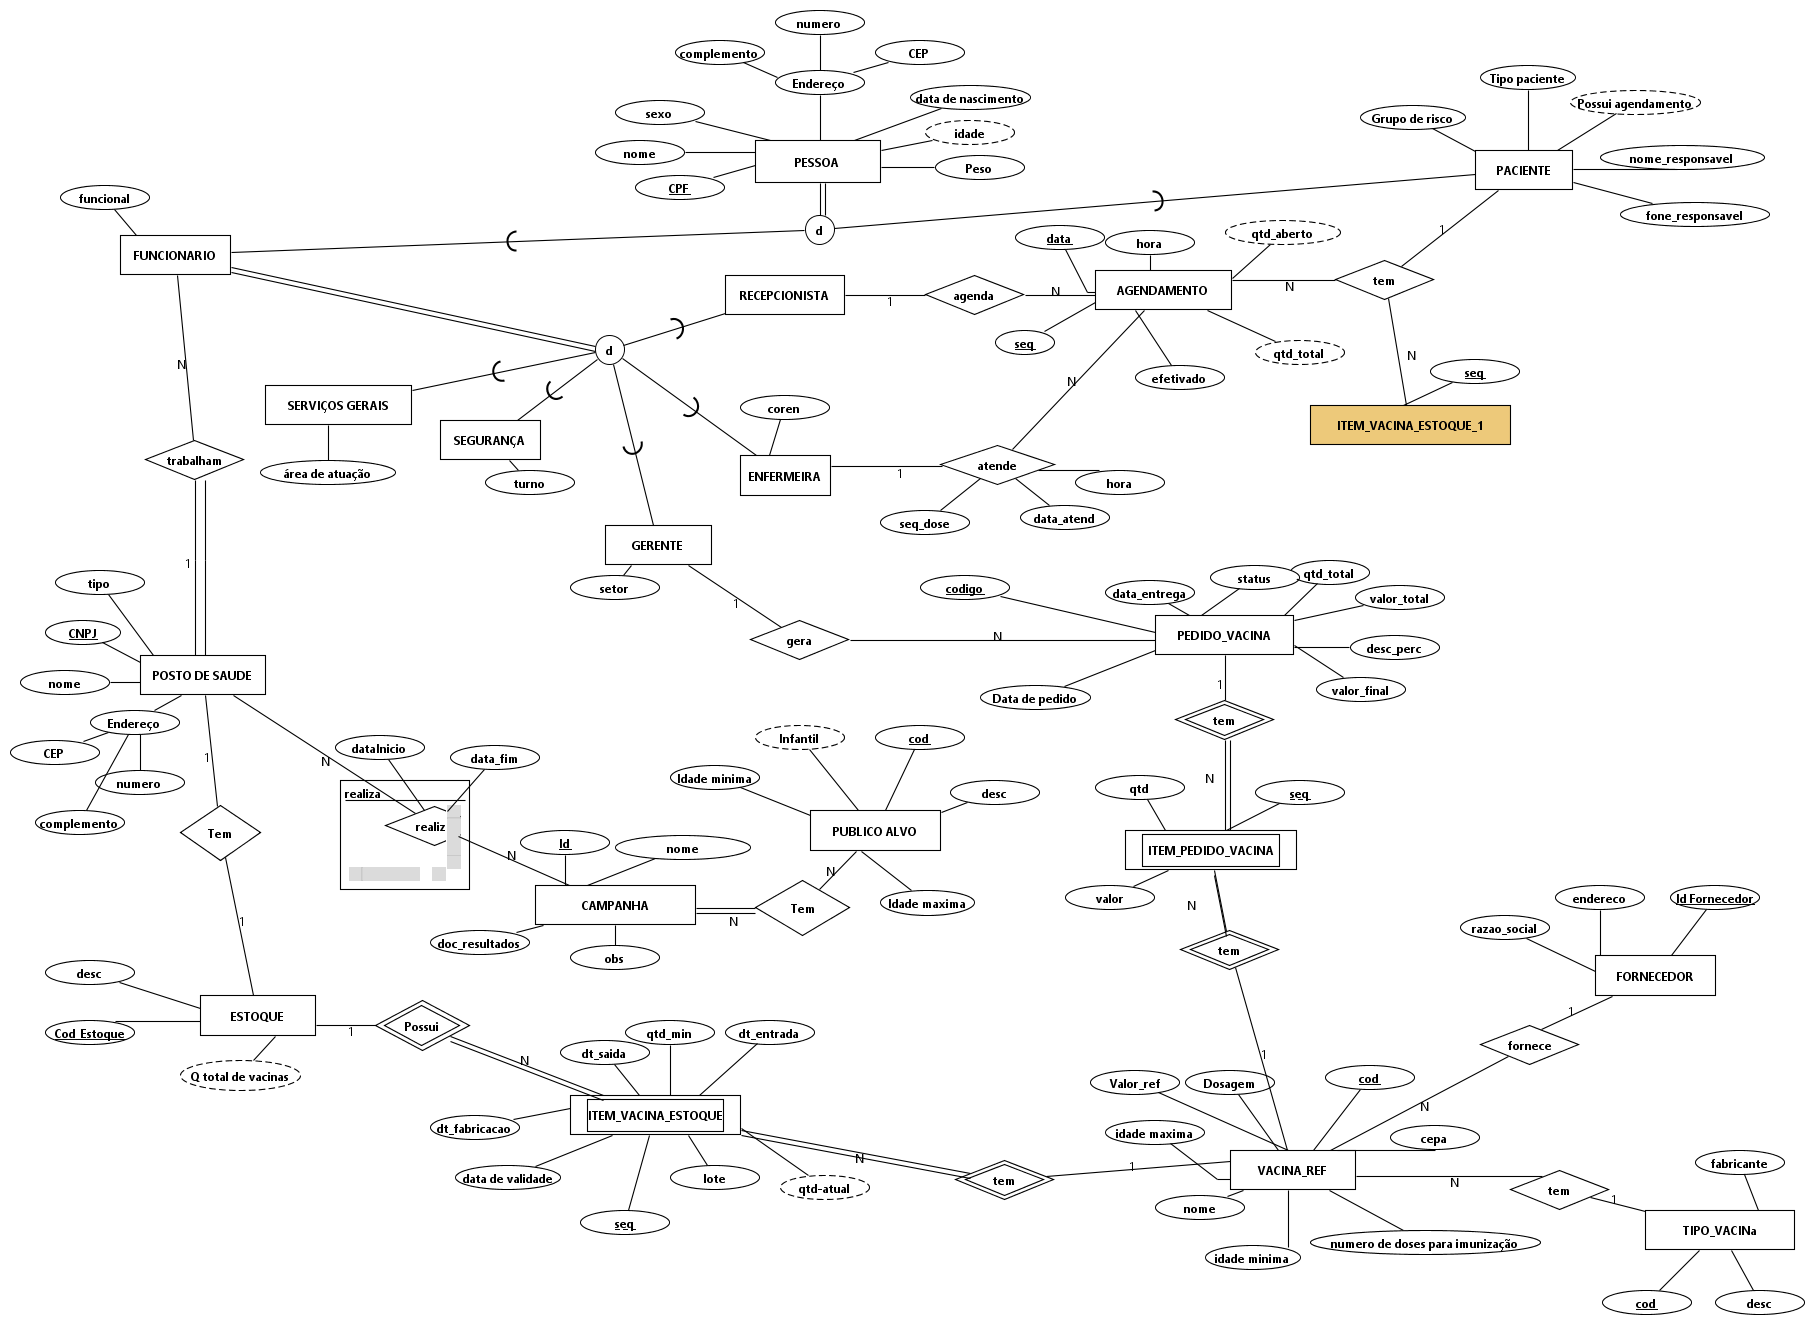 numero
complemento
CEP
Endereço
Tipo paciente
data de nascimento
Possui agendamento
sexo
Grupo de risco
idade
nome
PESSOA
nome_responsavel
Peso
PACIENTE
CPF
funcional
fone_responsavel
d
1
data
hora
qtd_aberto
FUNCIONARIO
tem
AGENDAMENTO
N
RECEPCIONISTA
1
agenda
N
seq
qtd_total
efetivado
d
N
N
N
seq
SERVIÇOS GERAIS
coren
ITEM_VACINA_ESTOQUE_1
SEGURANÇA
trabalham
área de atuação
turno
ENFERMEIRA
1
atende
hora
seq_dose
data_atend
GERENTE
1
tipo
setor
codigo
data_entrega
status
qtd_total
valor_total
1
CNPJ
gera
N
PEDIDO_VACINA
desc_perc
POSTO DE SAUDE
nome
valor_final
Data de pedido
1
tem
Endereço
CEP
1
N
dataInicio
data_fim
Infantil
cod
numero
realiza
realiz
Idade minima
desc
N
qtd
seq
complemento
Tem
Id
nome
PUBLICO ALVO
ITEM_PEDIDO_VACINA
N
N
valor
CAMPANHA
Tem
N
Idade maxima
N
endereco
Id Fornecedor
razao_social
1
doc_resultados
obs
tem
desc
FORNECEDOR
ESTOQUE
Possui
1
Cod_Estoque
qtd_min
dt_entrada
1
fornece
N
dt_saida
1
Q total de vacinas
Valor_ref
Dosagem
cod
ITEM_VACINA_ESTOQUE
N
dt_fabricacao
idade maxima
cepa
N
1
VACINA_REF
fabricante
data de validade
lote
qtd-atual
tem
N
tem
1
nome
seq
TIPO_VACINa
numero de doses para imunização
idade minima
cod
desc